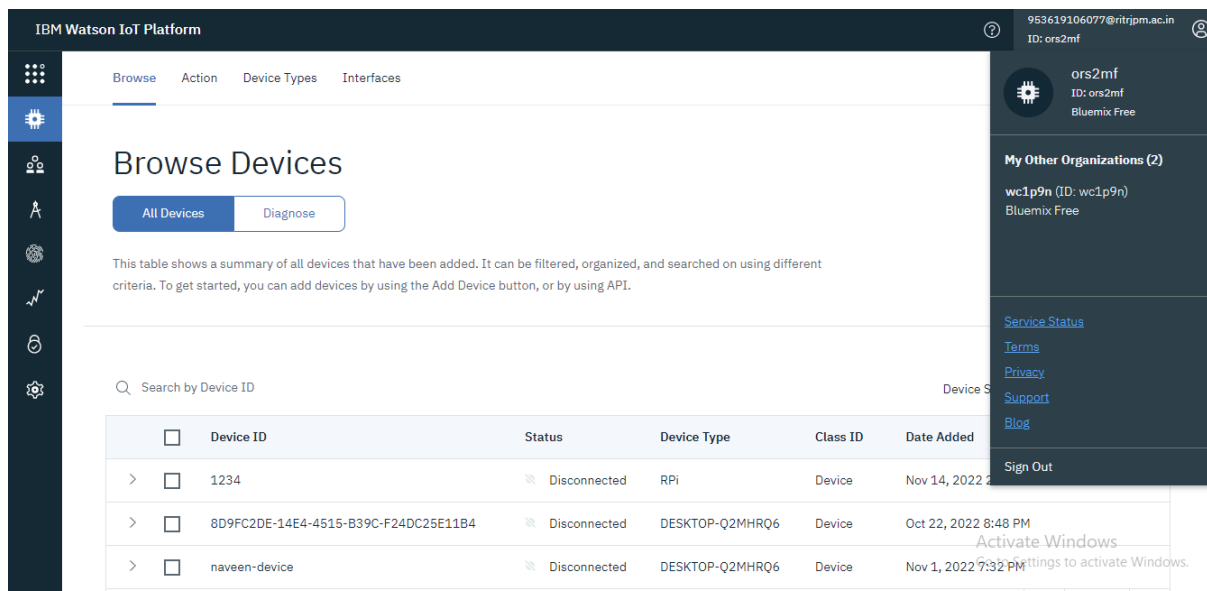 IBM Watson IoT Platform
953619106077@ritrjpm.ac.in
ID: ors2mf
Browse Action Device Types Interfaces
ors2mf
ID: ors2mf
Bluemix Free
My Other Organizations (2)
wc1p9n (ID: wc1p9n)
Bluemix Free
Browse Devices
All Devices Diagnose
This table shows a summary of all devices that have been added. It can be filtered, organized, and searched on using different
criteria. To get started, you can add devices by using the Add Device button, or by using API.
Service Status
Terms
Privacy
Support
Blog
Sign Out
Search by Device ID
Device S
Device ID Status Device Type Class ID Date Added
1234 Disconnected RPi Device Nov 14, 2022 2
8D9FC2DE-14E4-4515-B39C-F24DC25E11B4 Disconnected DESKTOP-Q2MHRQ6 Device Oct 22, 2022 8:48 PM
naveen-device Disconnected DESKTOP-Q2MHRQ6 Device Nov 1, 2022 7:32 PM
Activate Windows
Go to Settings to activate Windows.